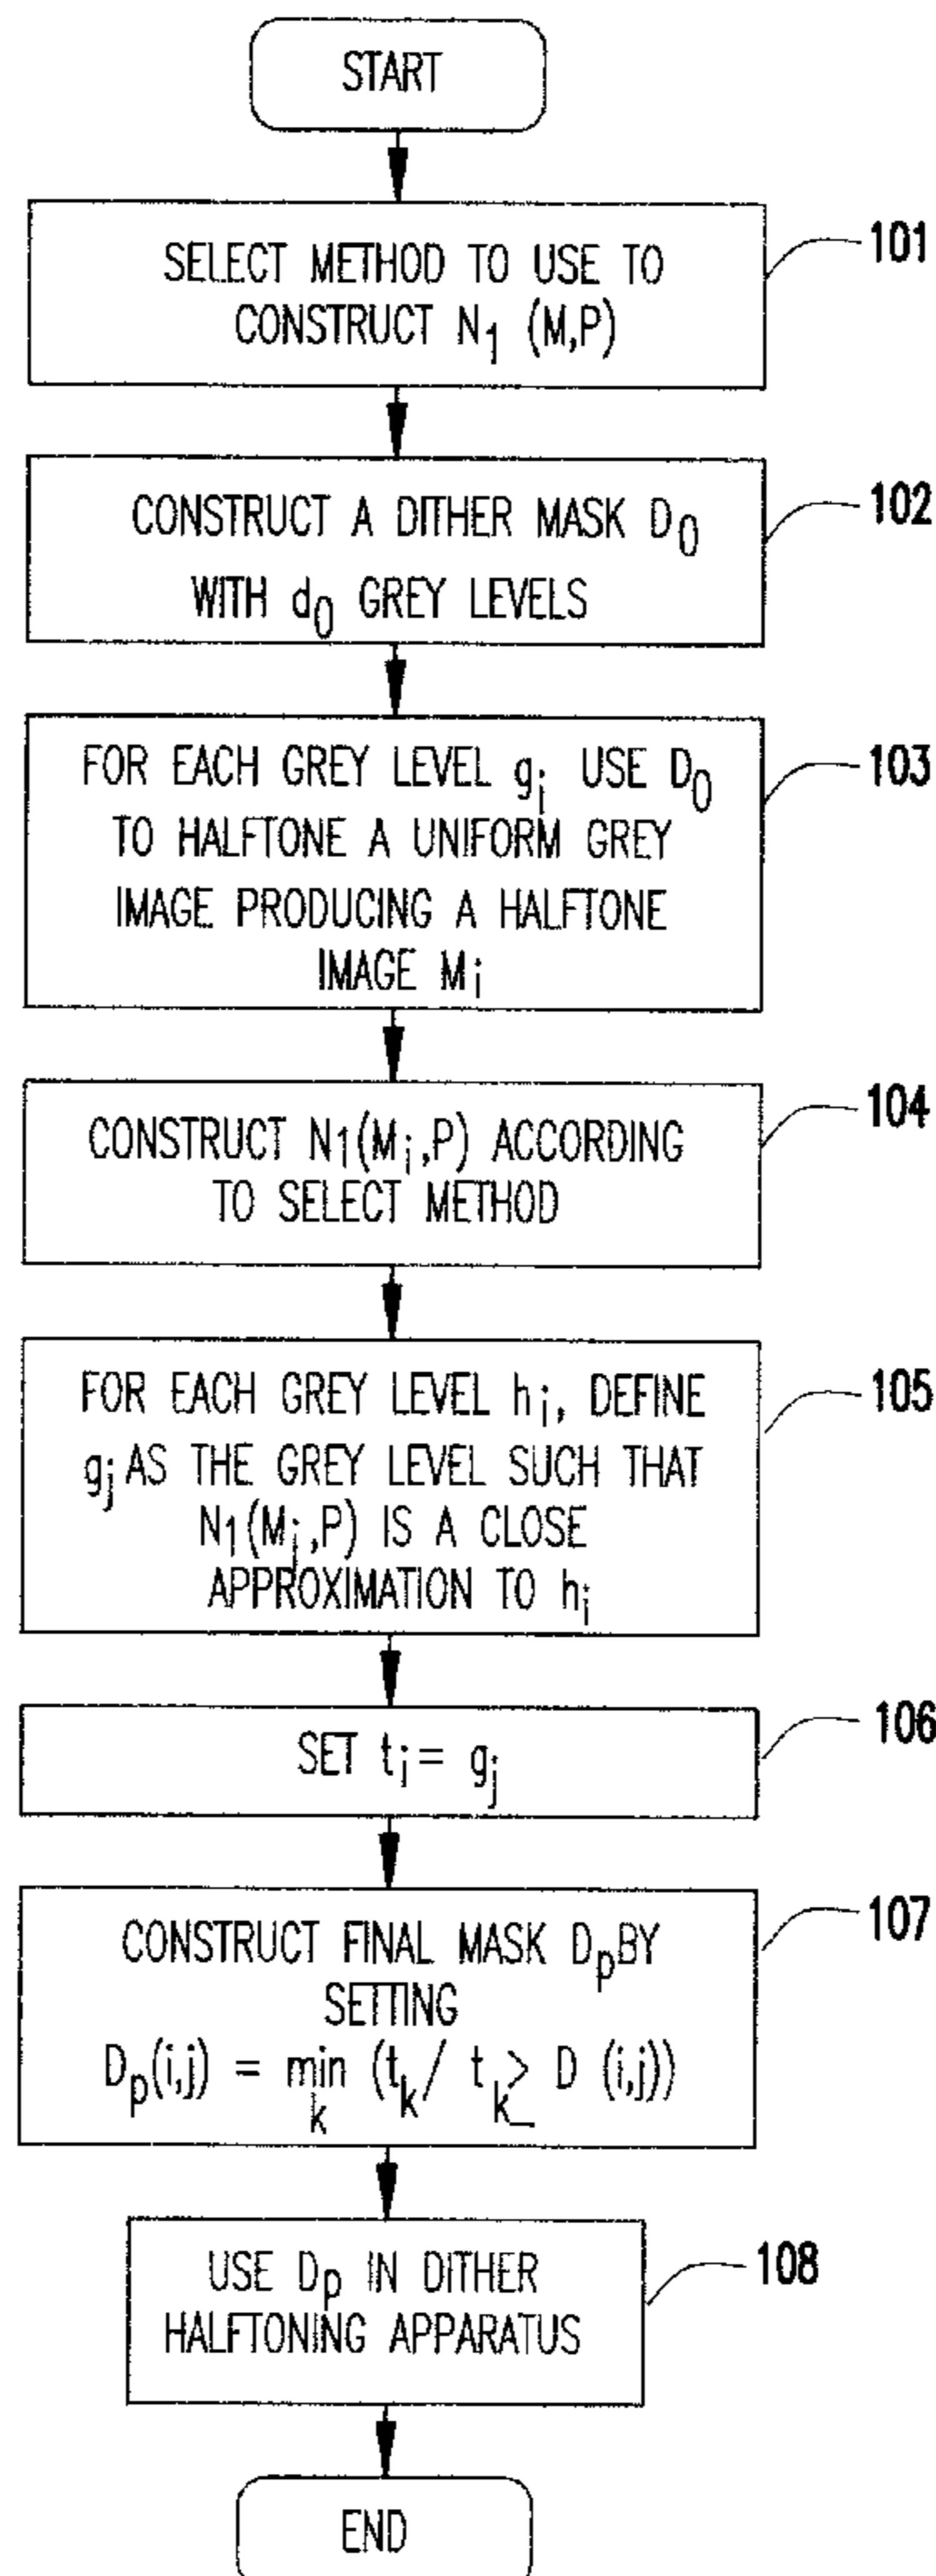 START
SELECT METHOD TO USE TO
CONSTRUCT N1 (M,P)
101
CONSTRUCT A DITHER MASK D0
WITH d0 GREY LEVELS
102
FOR EACH GREY LEVEL gi USE D0
TO HALFTONE A UNIFORM GREY
IMAGE PRODUCING A HALFTONE
IMAGE Mi
103
CONSTRUCT N1(Mi,P) ACCORDING
TO SELECT METHOD
104
FOR EACH GREY LEVEL hi, DEFINE
gj AS THE GREY LEVEL SUCH THAT
N1(Mj,P) IS A CLOSE
APPROXIMATION TO hi
105
SET ti = gj
106
CONSTRUCT FINAL MASK Dp BY
SETTING
Dp(i,j) = min (tk/ tk ≥ D (i,j))
k
107
USE Dp IN DITHER
HALFTONING APPARATUS
108
END